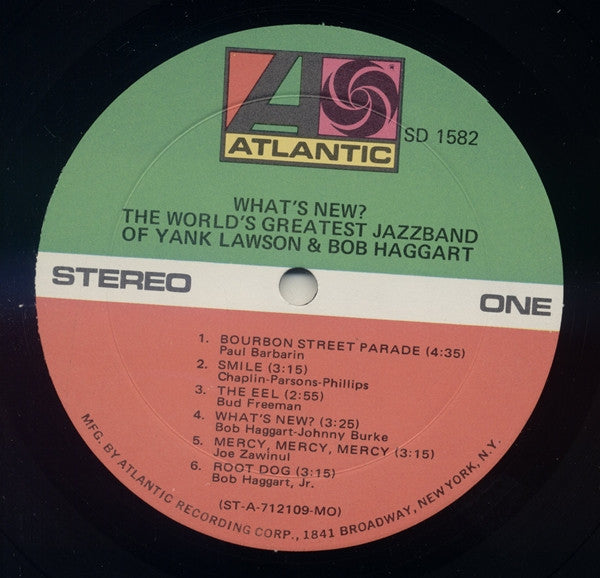 ATLANTIC
SD 1582
WHAT'S NEW?
THE WORLD'S GREATEST JAZZBAND
OF YANK LAWSON & BOB HAGGART
STEREO
ONE
1. BOURBON STREET PARADE (4:35)
Paul Barbarin
2. SMILE (3:15)
Chaplin-Parsons-Phillips
3. THE EEL (2:55)
Bud Freeman
4. WHAT'S NEW? (3:25)
Bob Haggart-Johnny Burke
5. MERCY, MERCY, MERCY (3:15)
Joe Zawinul
6. ROOT DOG (3:15)
Bob Haggart, Jr.
(ST-A-712109-MO)
MFG. BY ATLANTIC RECORDING CORP., 1841 BROADWAY, NEW YORK, N.Y.